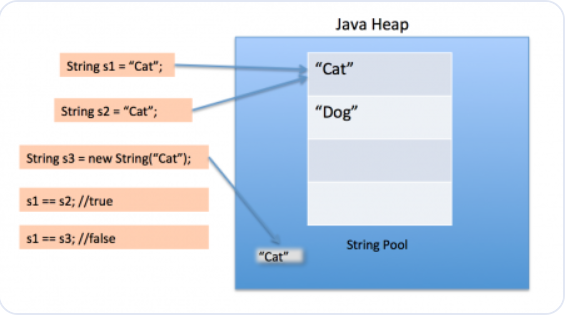 Java Heap
String s1 = “Cat”;
“Cat”
String s2 = “Cat”;
“Dog”
String s3 = new String(“Cat”);
s1 == s2; //true
s1 == s3; //false
“Cat”
String Pool